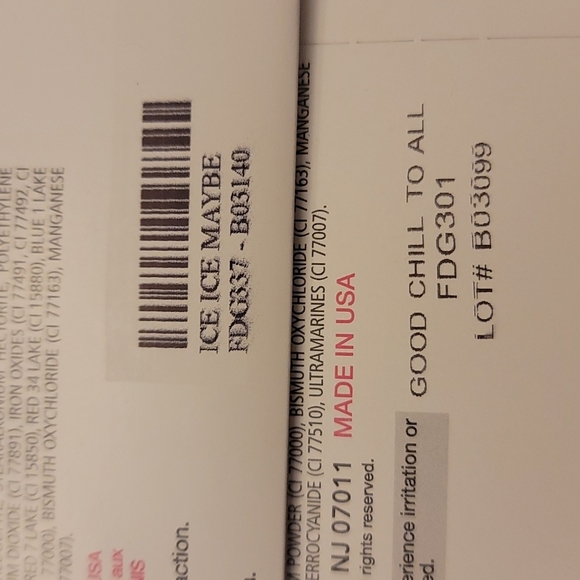 M DIOXIDE (CI 77891), IRON OXIDES (CI 77491, CI 77492, CI
RED 7 LAKE (CI 15850), RED 34 LAKE (CI 15880), BLUE 1 LAKE
77000), BISMUTH OXYCHLORIDE (CI 77163), MANGANESE
77007).
USA
aux
action.
ICE ICE MAYBE
FDG337 - B03140
POWDER (CI 77000), BISMUTH OXYCHLORIDE (CI 77163), MANGANESE
ERROCYANIDE (CI 77510), ULTRAMARINES (CI 77007).
NJ 07011 MADE IN USA
rights reserved.
erience irritation or
ed.
GOOD CHILL TO ALL
FDG301
LOT# B03099